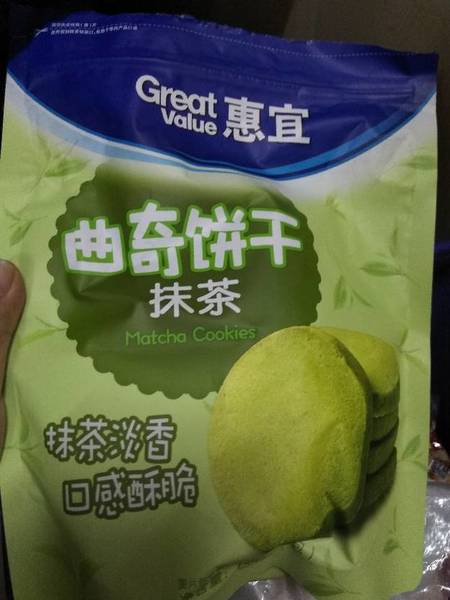 Great Value 惠宜
曲奇饼干
抹茶
Matcha Cookies
抹茶淡香
口感酥脆